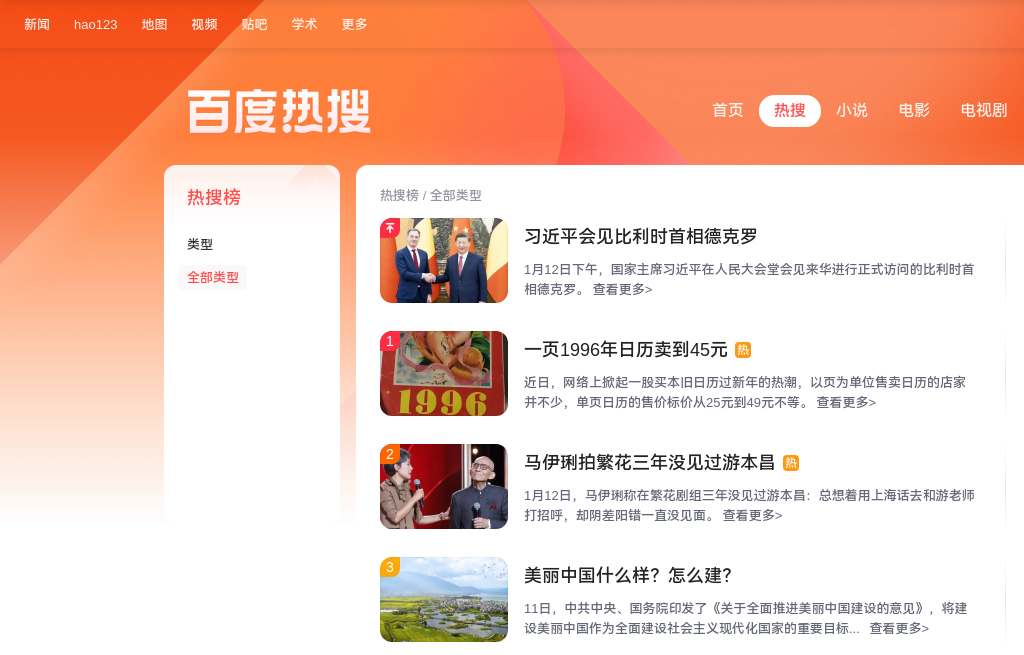 新闻 hao123 地图 视频 贴吧 学术 更多
百度热搜
首页 热搜 小说 电影 电视剧
热搜榜
类型
全部类型
热搜榜 / 全部类型
习近平会见比利时首相德克罗
1月12日下午，国家主席习近平在人民大会堂会见来华进行正式访问的比利时首
相德克罗。 查看更多>
1
1996
一页1996年日历卖到45元 热
近日，网络上掀起一股买本旧日历过新年的热潮，以页为单位售卖日历的店家
并不少，单页日历的售价标价从25元到49元不等。 查看更多>
2
马伊琍拍繁花三年没见过游本昌 热
1月12日，马伊琍称在繁花剧组三年没见过游本昌：总想着用上海话去和游老师
打招呼，却阴差阳错一直没见面。 查看更多>
3
美丽中国什么样？怎么建？
11日，中共中央、国务院印发了《关于全面推进美丽中国建设的意见》，将建
设美丽中国作为全面建设社会主义现代化国家的重要目标... 查看更多>